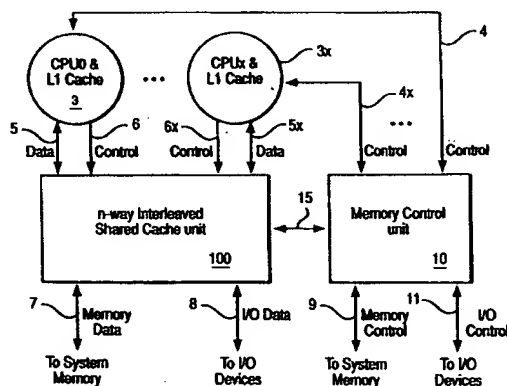 CPU0 &
L1 Cache
3
CPUx &
L1 Cache
3x
4
4x
5
6
6x
5x
Data
Control
Control
Data
Control
Control
n-way Interleaved
Shared Cache unit
100
15
Memory Control
unit
10
7
Memory
Data
8
I/O Data
9
Memory
Control
11
I/O
Control
To System
Memory
To I/O
Devices
To System
Memory
To I/O
Devices